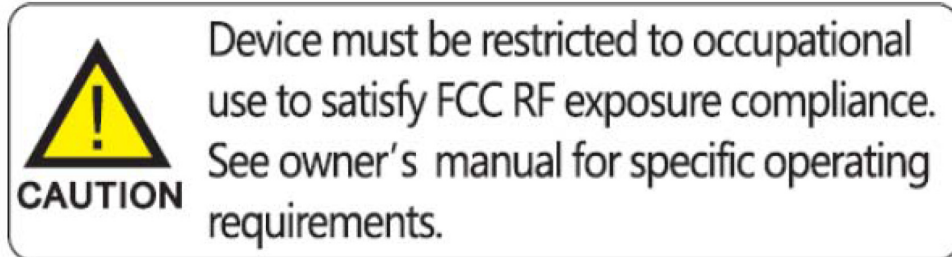 Device must be restricted to occupational
use to satisfy FCC RF exposure compliance.
See owner's manual for specific operating
requirements.
!
CAUTION